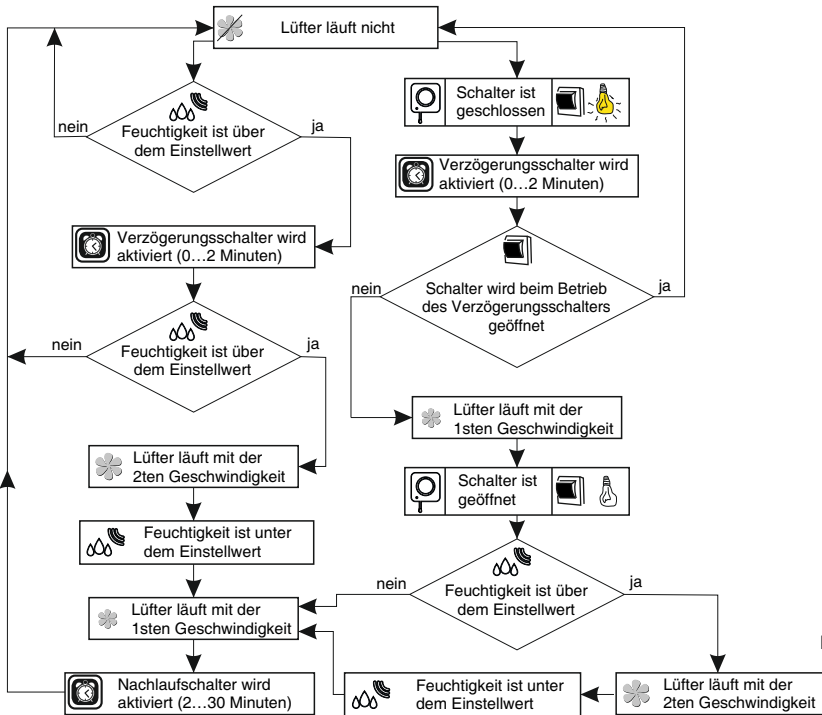 Lüfter läuft nicht
Feuchtigkeit ist über
dem Einstellwert
nein
ja
Verzögerungsschalter wird
aktiviert (0…2 Minuten)
Feuchtigkeit ist über
dem Einstellwert
nein
ja
Lüfter läuft mit der
2ten Geschwindigkeit
Feuchtigkeit ist unter
dem Einstellwert
Lüfter läuft mit der
1sten Geschwindigkeit
Nachlaufschalter wird
aktiviert (2…30 Minuten)
Schalter ist
geschlossen
Verzögerungsschalter wird
aktiviert (0…2 Minuten)
nein
ja
Schalter wird beim Betrieb
des Verzögerungsschalters
geöffnet
Lüfter läuft mit der
1sten Geschwindigkeit
Schalter ist
geöffnet
nein
ja
Feuchtigkeit ist über
dem Einstellwert
Feuchtigkeit ist unter
dem Einstellwert
Lüfter läuft mit der
2ten Geschwindigkeit